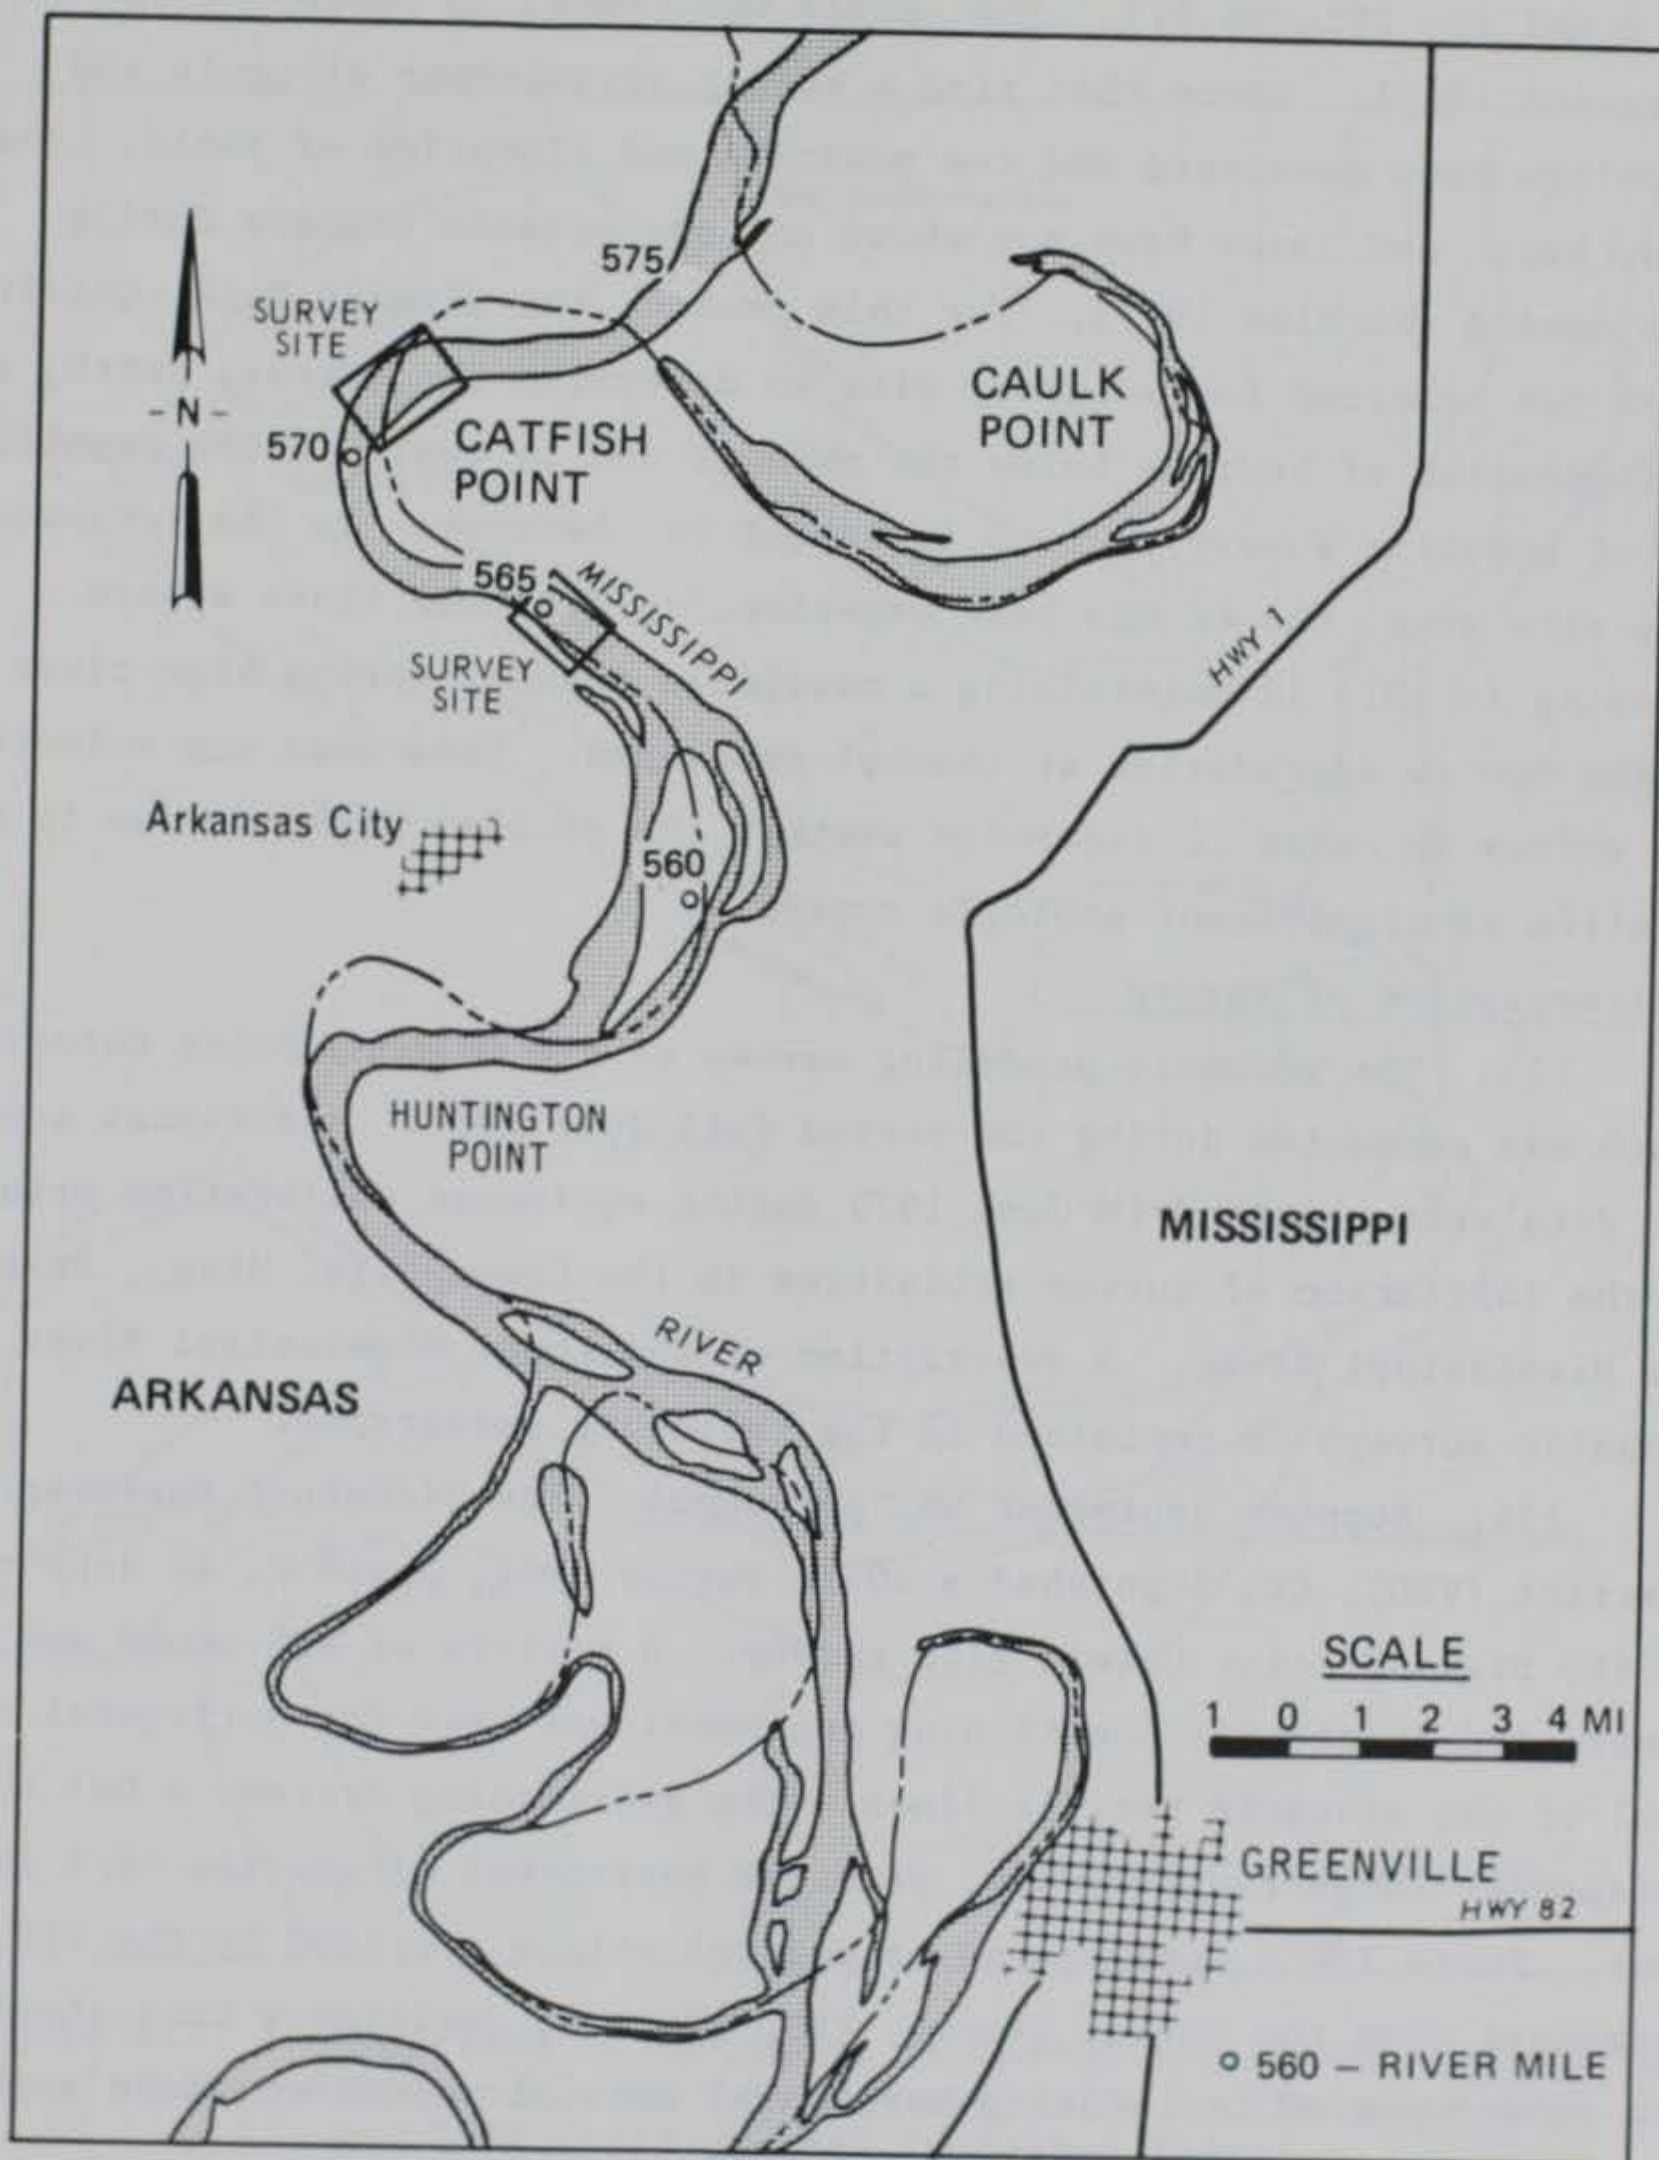 575
SURVEY
SITE
- N -
570
CATFISH
POINT
CAULK
POINT
565
MISSISSIPPI
SURVEY
SITE
HWY 1
Arkansas City
560
HUNTINGTON
POINT
MISSISSIPPI
RIVER
ARKANSAS
SCALE
1 0 1 2 3 4 MI
GREENVILLE
HWY 82
560 – RIVER MILE